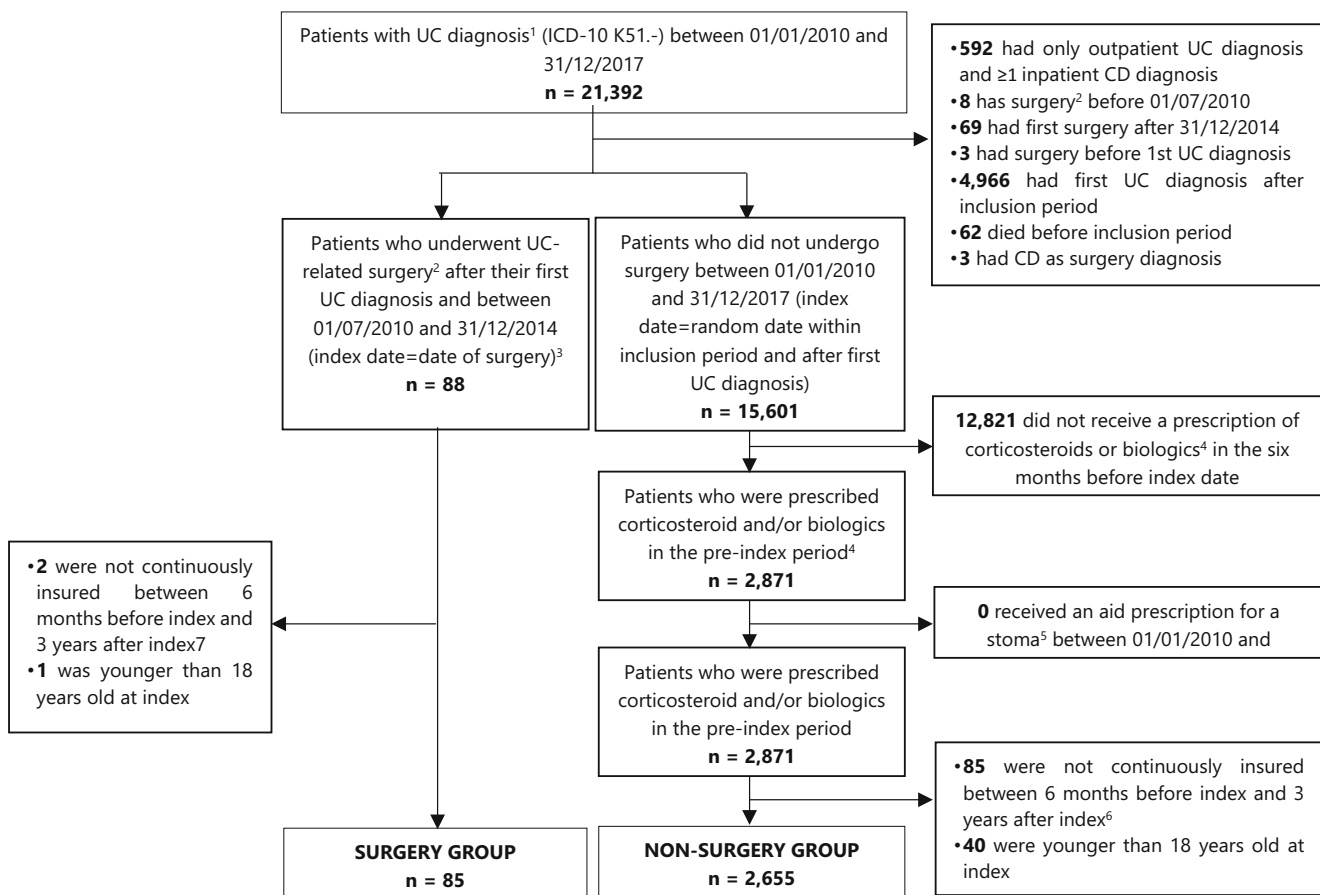 Patients with UC diagnosis¹ (ICD-10 K51.-) between 01/01/2010 and
31/12/2017
n = 21,392
•592 had only outpatient UC diagnosis
and ≥1 inpatient CD diagnosis
•8 has surgery² before 01/07/2010
•69 had first surgery after 31/12/2014
•3 had surgery before 1st UC diagnosis
•4,966 had first UC diagnosis after
inclusion period
•62 died before inclusion period
•3 had CD as surgery diagnosis
Patients who underwent UC-
related surgery² after their first
UC diagnosis and between
01/07/2010 and 31/12/2014
(index date=date of surgery)³
n = 88
Patients who did not undergo
surgery between 01/01/2010
and 31/12/2017 (index
date=random date within
inclusion period and after first
UC diagnosis)
n = 15,601
12,821 did not receive a prescription of
corticosteroids or biologics⁴ in the six
months before index date
Patients who were prescribed
corticosteroid and/or biologics
in the pre-index period⁴
n = 2,871
•2 were not continuously
insured between 6
months before index and
3 years after index7
•1 was younger than 18
years old at index
0 received an aid prescription for a
stoma⁵ between 01/01/2010 and
Patients who were prescribed
corticosteroid and/or biologics
in the pre-index period
n = 2,871
•85 were not continuously insured
between 6 months before index and 3
years after index⁶
•40 were younger than 18 years old at
index
SURGERY GROUP
n = 85
NON-SURGERY GROUP
n = 2,655